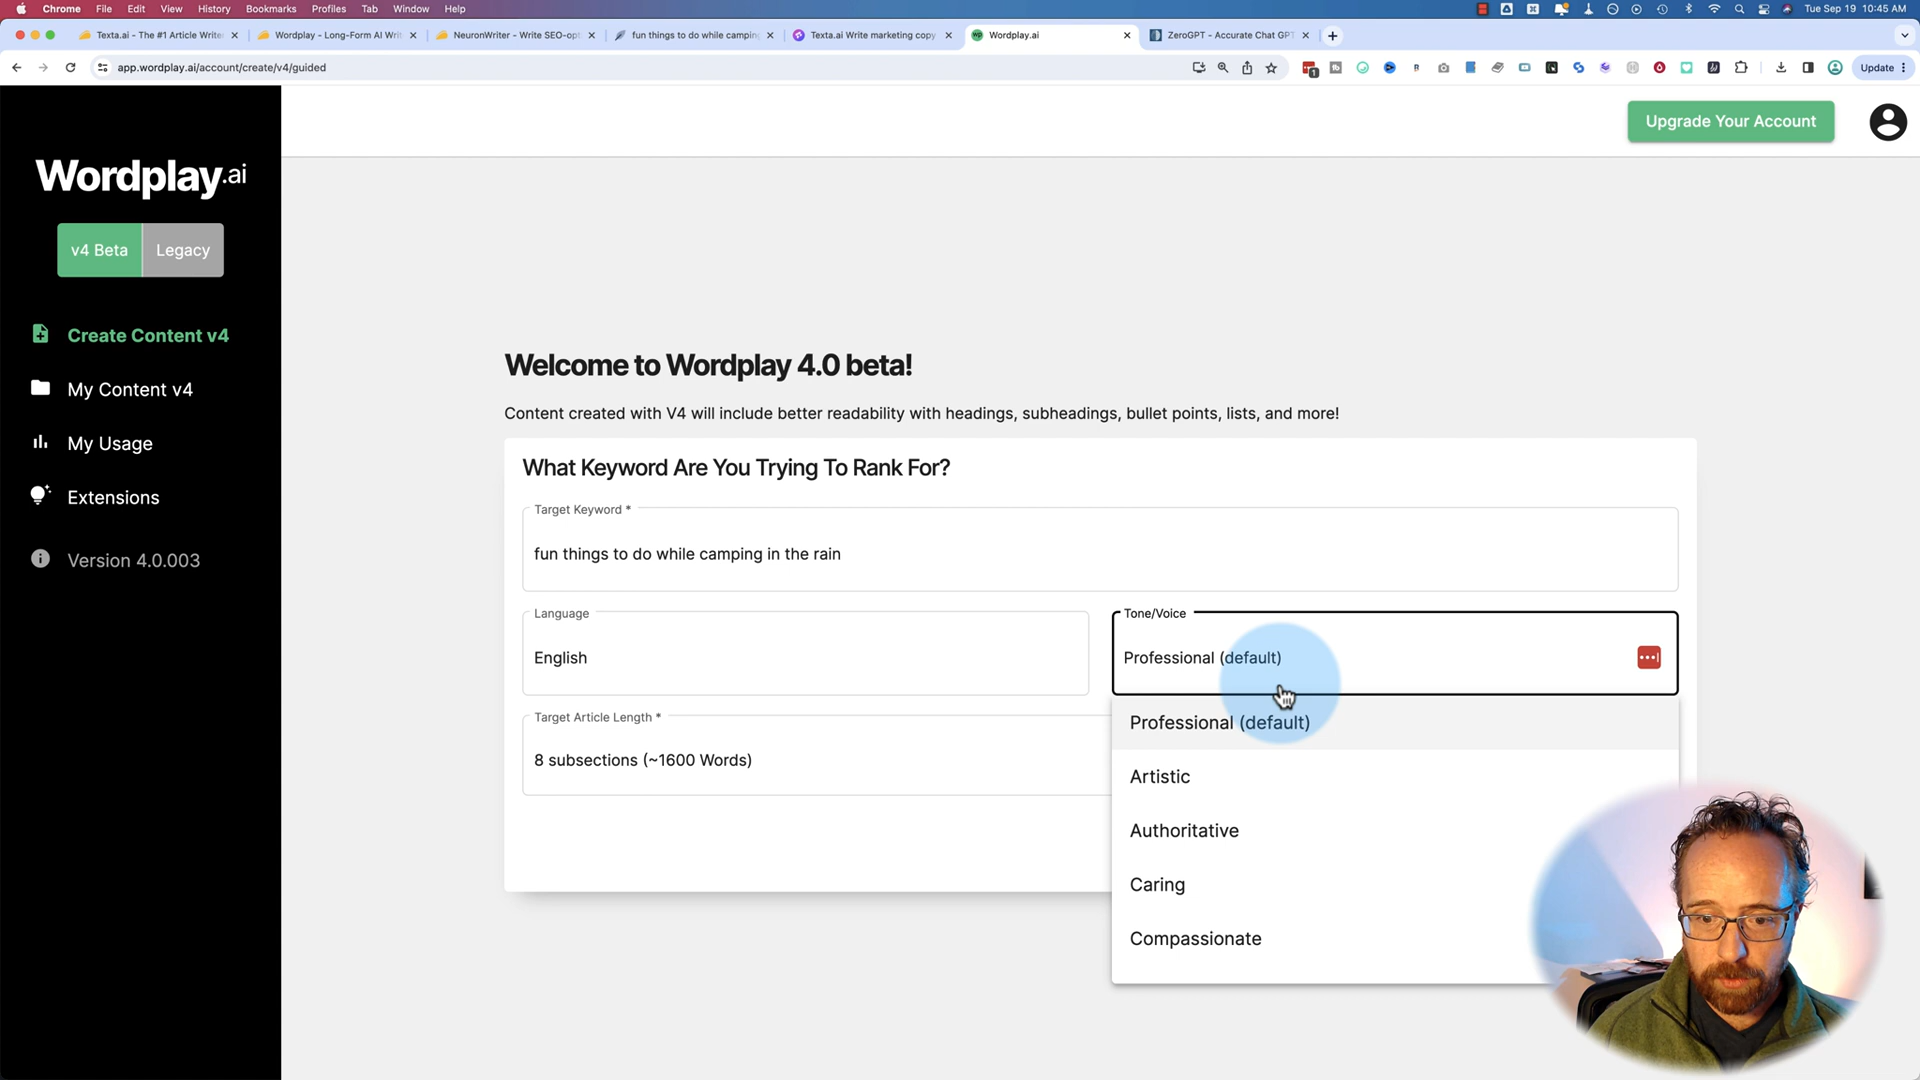 Chrome File Edit View History Bookmarks Profiles Tab Window Help Tue Sep 19 10:45 AM
Texta.ai - The #1 Article Write Wordplay - Long-Form AI Writ NeuronWriter - Write SEO-opt fun things to do while camping Texta.ai Write marketing copy Wordplay.ai ZeroGPT - Accurate Chat GPT
app.wordplay.ai/account/create/v4/guided 1 Update
Upgrade Your Account
Wordplay.ai
v4 Beta Legacy
Create Content v4
My Content v4
My Usage
Extensions
Version 4.0.003
Welcome to Wordplay 4.0 beta!
Content created with V4 will include better readability with headings, subheadings, bullet points, lists, and more!
What Keyword Are You Trying To Rank For?
Target Keyword *
fun things to do while camping in the rain
Language
English
Tone/Voice
Professional (default)
Target Article Length *
8 subsections (~1600 Words)
Professional (default)
Artistic
Authoritative
Caring
Compassionate